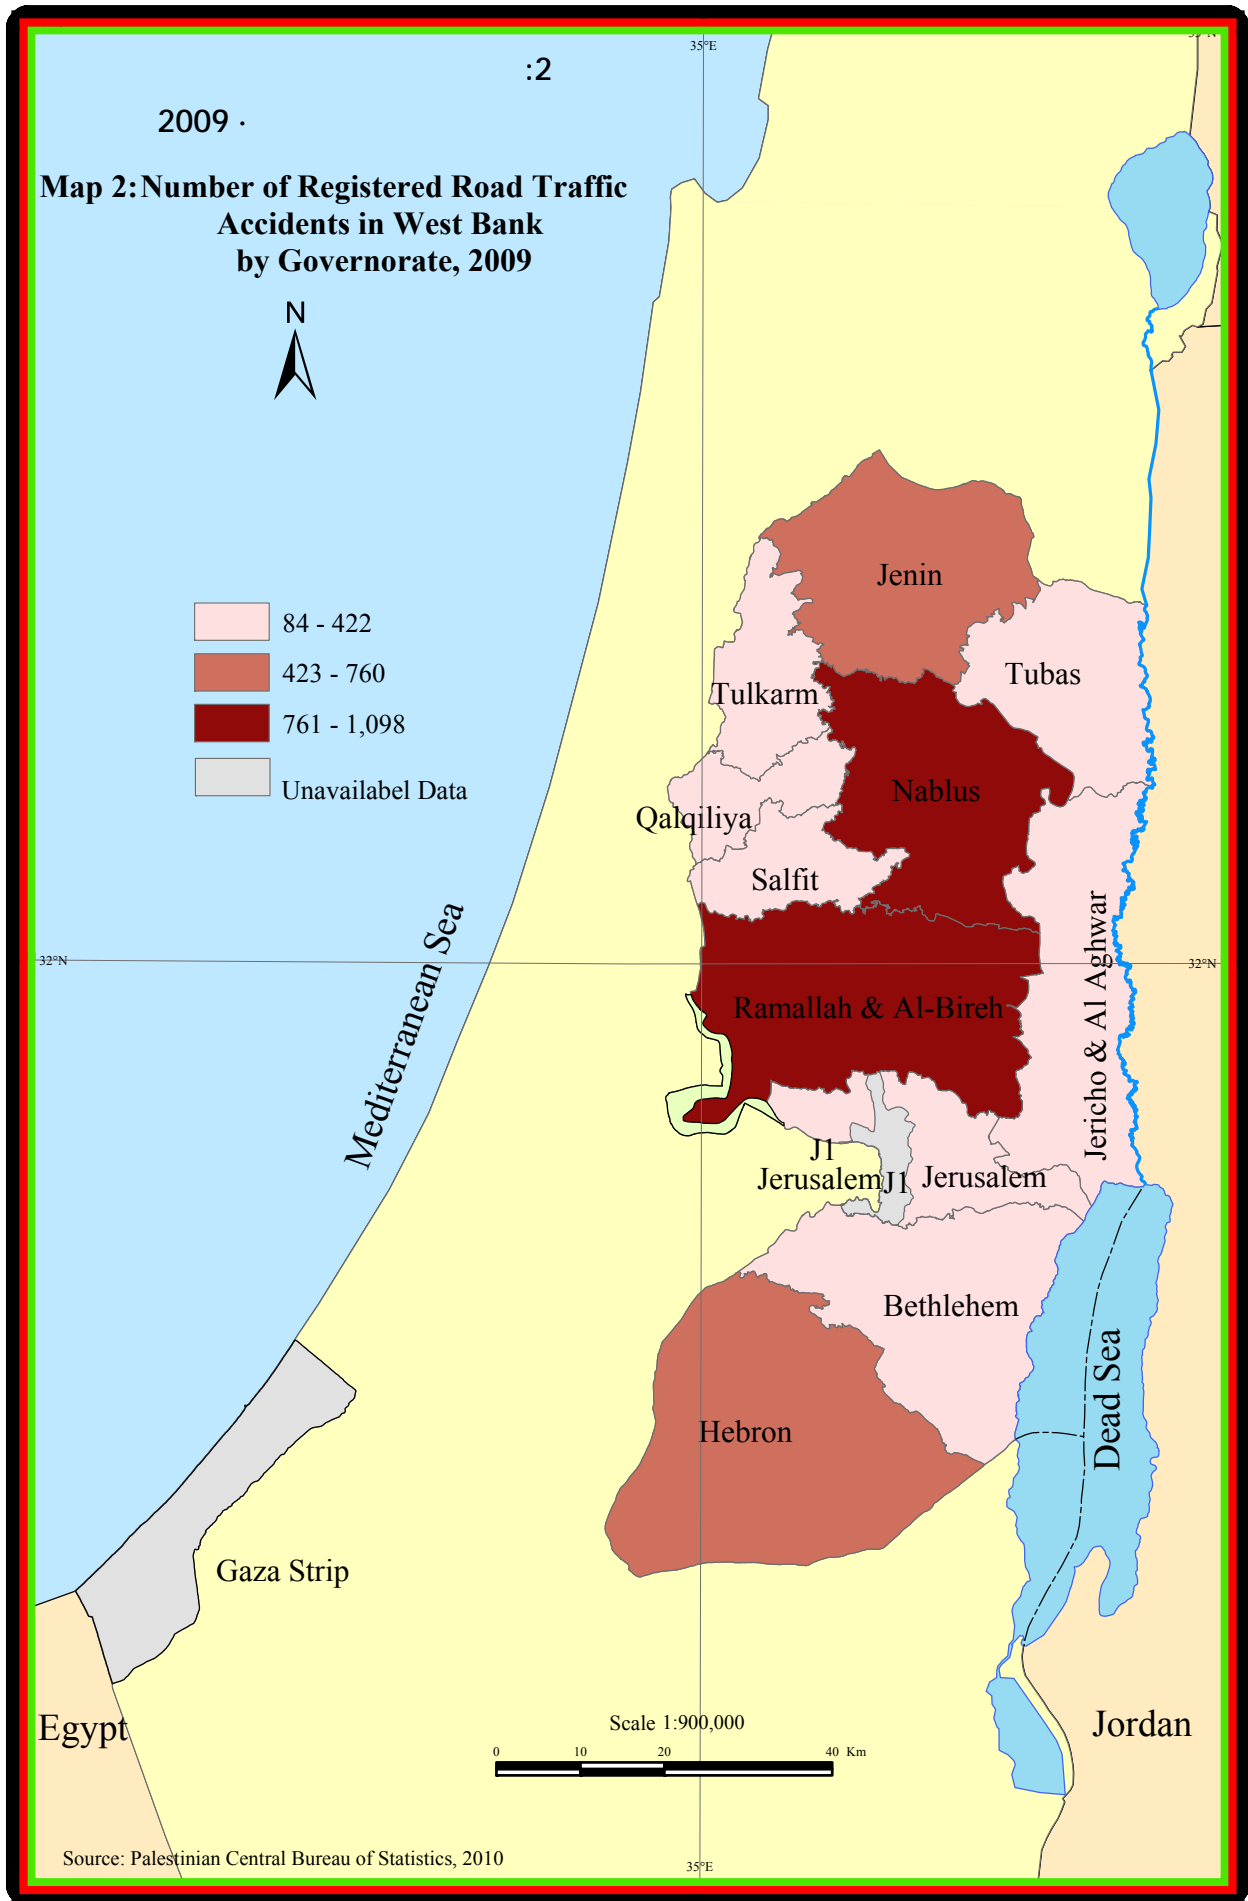 35°E
35°N
:2
2009 ·
Map 2: Number of Registered Road Traffic
Accidents in West Bank
by Governorate, 2009
N
84 - 422
423 - 760
761 - 1,098
Unavailabel Data
Jenin
Tubas
Tulkarm
Nablus
Qalqiliya
Salfit
Jericho & Al Aghwar
Mediterranean Sea
32°N
32°N
Ramallah & Al-Bireh
J1
Jerusalem
J1
Jerusalem
Bethlehem
Dead Sea
Hebron
Gaza Strip
Egypt
Jordan
Scale 1:900,000
0 10 20 40 Km
Source: Palestinian Central Bureau of Statistics, 2010
35°E